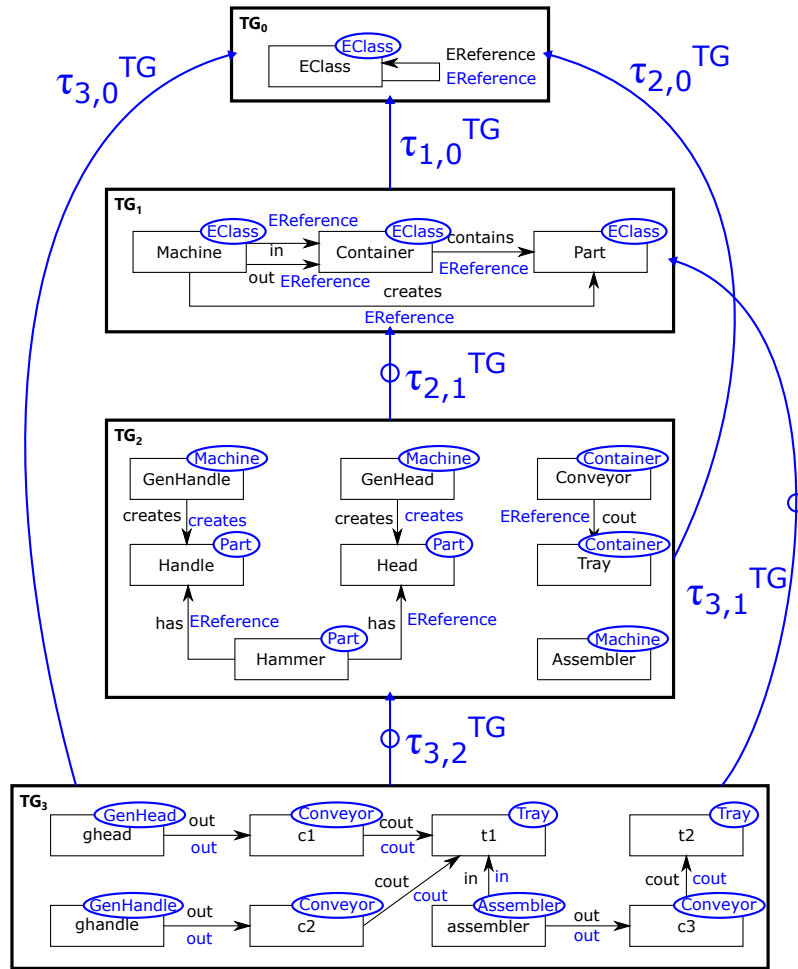 TG0
EClass
EClass
EReference
EReference
τ3,0TG
τ2,0TG
τ1,0TG
TG1
EClass
EReference
EClass
EClass
Machine
in
Container
contains
Part
out
EReference
EReference
creates
EReference
τ2,1TG
TG2
Machine
Machine
Container
GenHandle
GenHead
Conveyor
creates
creates
creates
creates
EReference
cout
Part
Part
Container
Handle
Head
Tray
τ3,1TG
has
EReference
has
EReference
Part
Machine
Hammer
Assembler
τ3,2TG
TG3
GenHead
out
Conveyor
cout
Tray
Tray
ghead
out
c1
cout
t1
t2
cout
cout
in
in
cout
cout
GenHandle
out
Conveyor
Assembler
out
Conveyor
ghandle
out
c2
assembler
out
c3